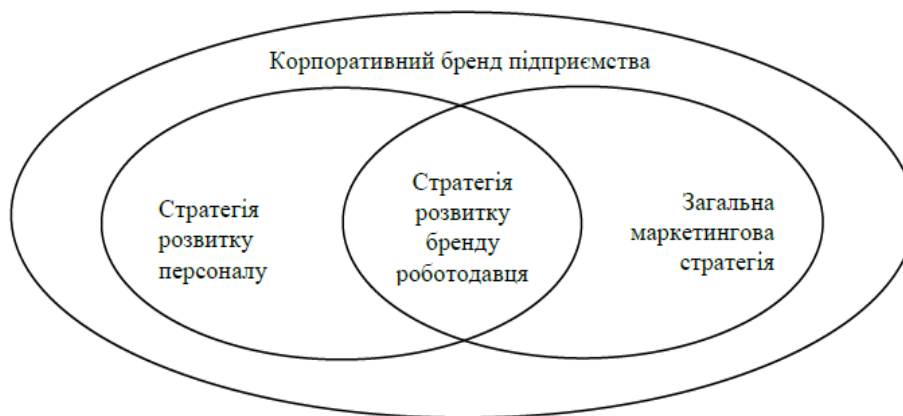 Корпоративний бренд підприємства
Стратегія
розвитку
персоналу
Стратегія
розвитку
бренду
роботодавця
Загальна
маркетингова
стратегія